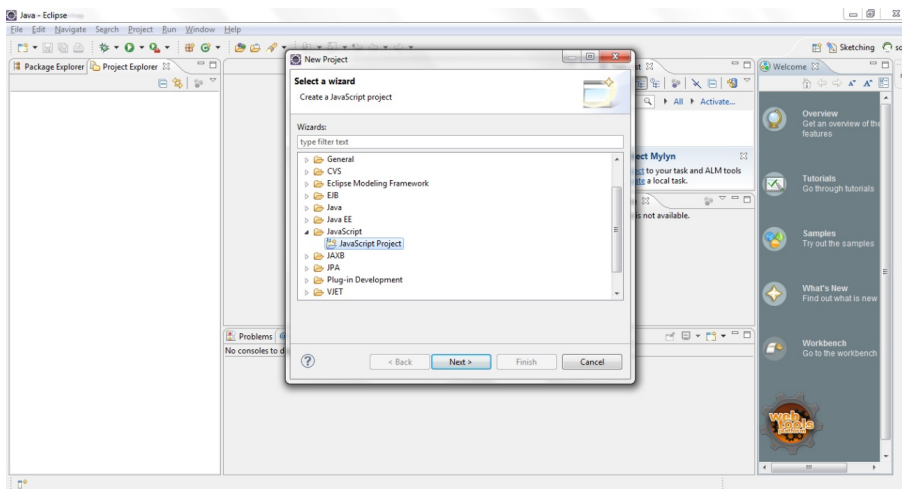 Java - Eclipse
File Edit Navigate Search Project Run Window Help
Sketching
Package Explorer
Project Explorer
New Project
Select a wizard
Create a JavaScript project
Wizards:
type filter text
General
CVS
Eclipse Modeling Framework
EJB
Java
Java EE
JavaScript
JavaScript Project
JAXB
JPA
Plug-in Development
VJET
< Back Next > Finish Cancel
All Activate...
ect Mylyn
to your task and ALM tools
a local task.
is not available.
Problems
No consoles to d
Welcome
Overview
Get an overview of the
features
Tutorials
Go through tutorials
Samples
Try out the samples
What's New
Find out what is new
Workbench
Go to the workbench
web
tools